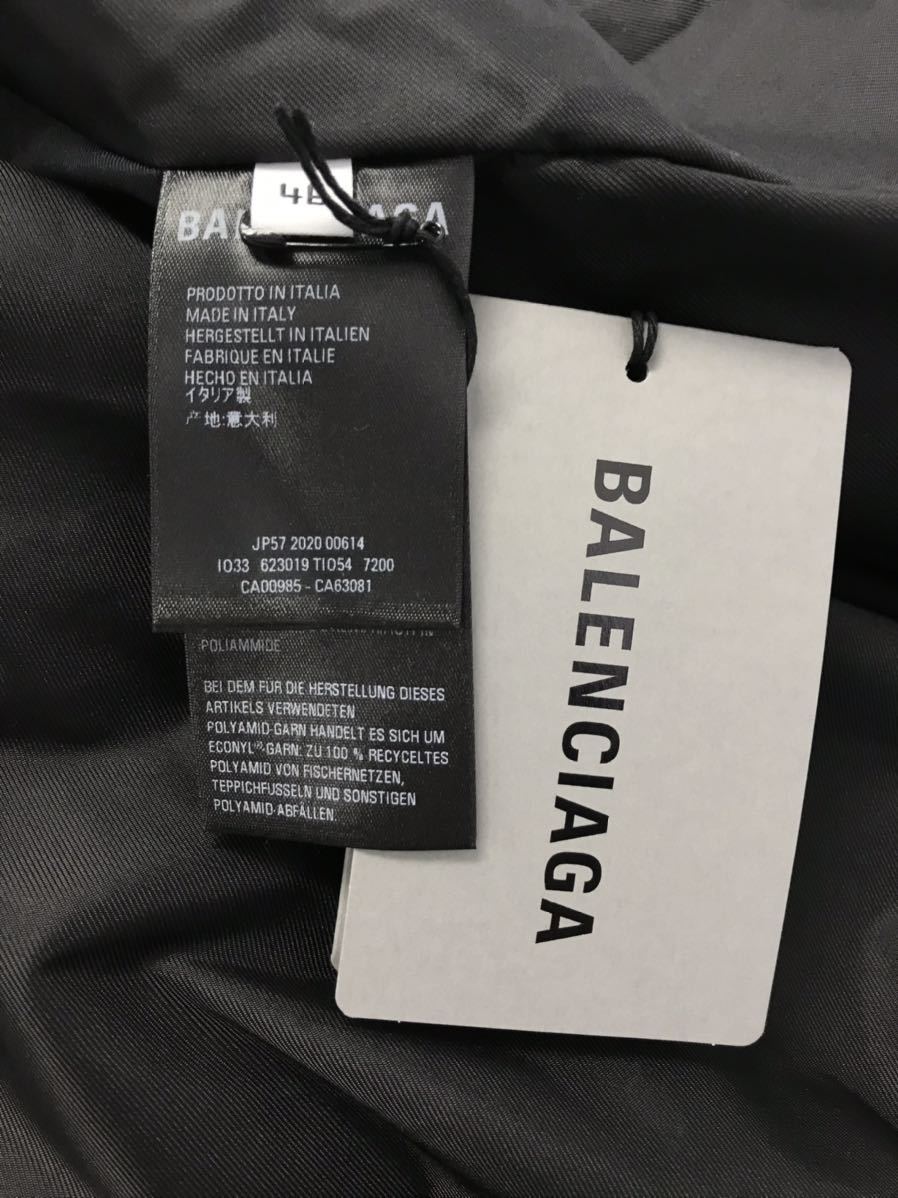 PRODOTTO IN ITALIA
MADE IN ITALY
HERGESTELLT IN ITALIEN
FABRIQUE EN ITALIE
HECHO EN ITALIA
イタリア製
产地:意大利
JP57 2020 00614
IO33 623019 TIO54 7200
CA00985 - CA63081
POLIAMMIDE
BEI DEM FÜR DIE HERSTELLUNG DIESES
ARTIKELS VERWENDETEN
POLYAMID-GARN HANDELT ES SICH UM
ECONYL®-GARN: ZU 100 % RECYCELTES
POLYAMID VON FISCHERNETZEN,
TEPPICHFUSSELN UND SONSTIGEN
POLYAMID-ABFÄLLEN.
BALENCIAGA